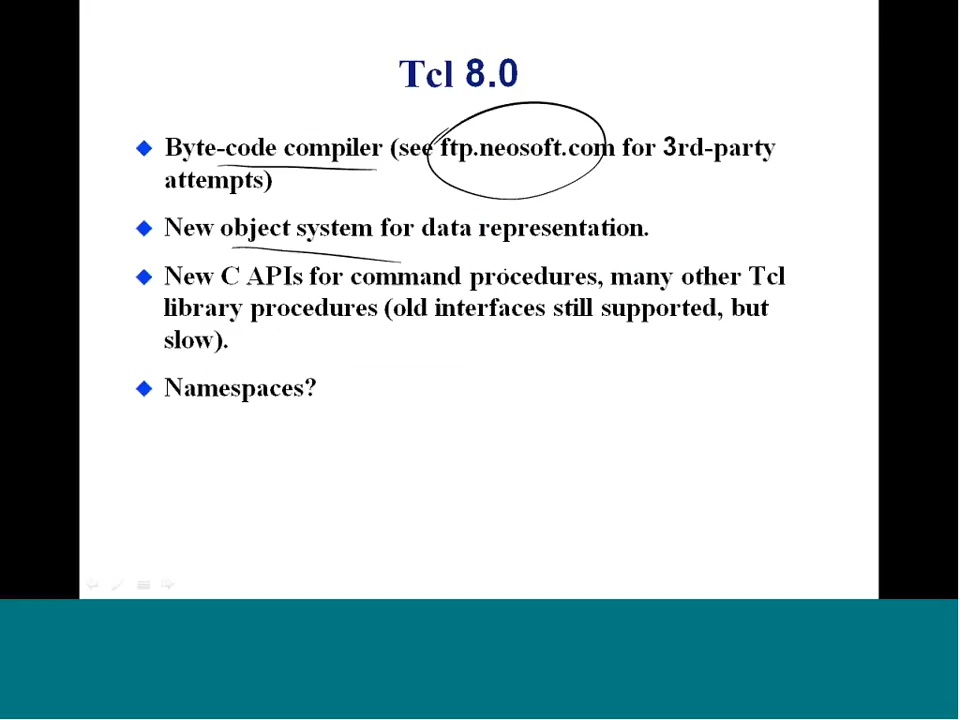 Tcl 8.0
Byte-code compiler (see ftp.neosoft.com for 3rd-party
attempts)
New object system for data representation.
New C APIs for command procedures, many other Tcl
library procedures (old interfaces still supported, but
slow).
Namespaces?